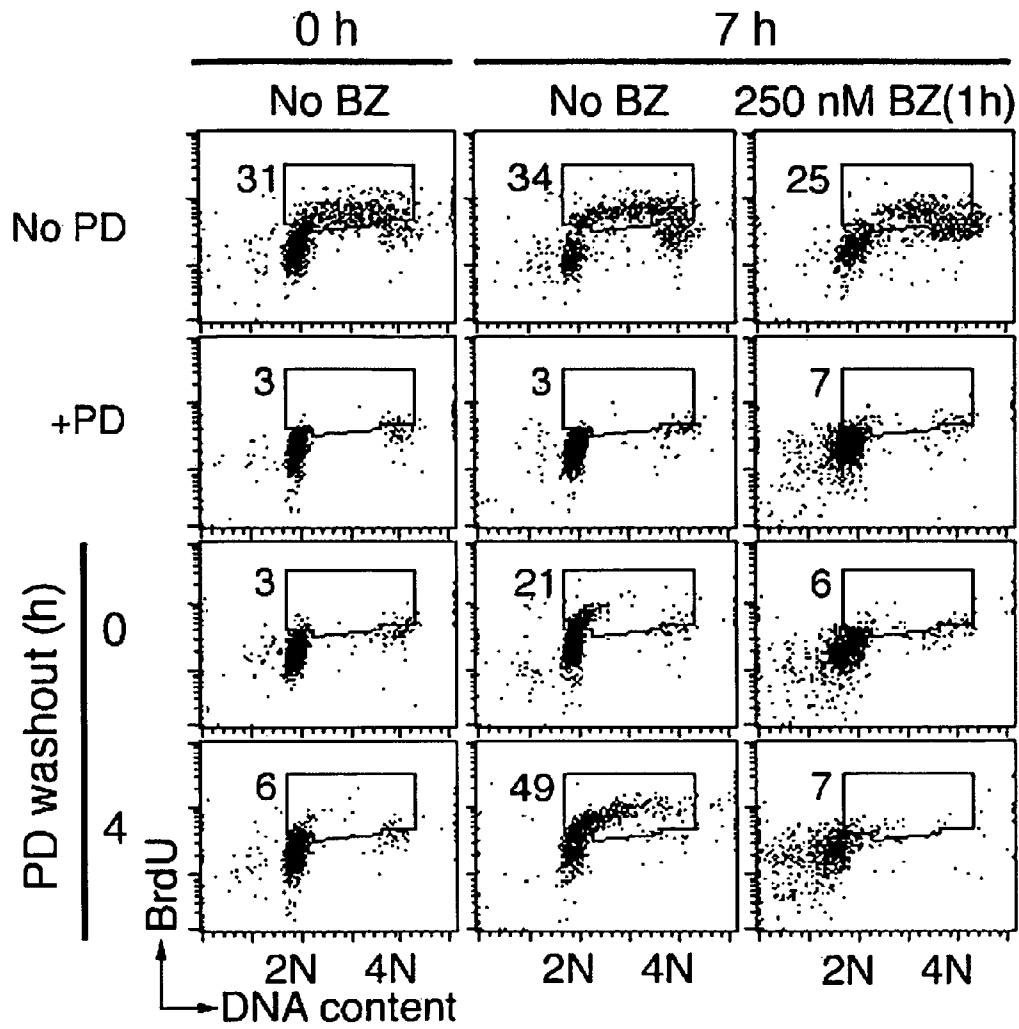 0 h
7 h
No BZ
No BZ
250 nM BZ(1h)
No PD
31
34
25
+PD
3
3
7
PD washout (h)
0
3
21
6
4
6
49
7
BrdU
2N 4N
2N 4N
2N 4N
DNA content